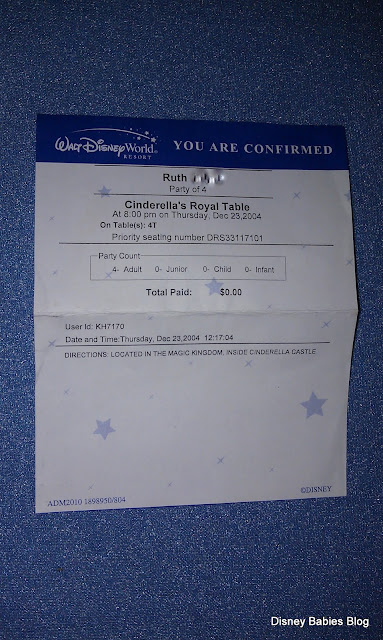 WALT DISNEY World
RESORT
YOU ARE CONFIRMED
Ruth
Party of 4
Cinderella's Royal Table
At 8:00 pm on Thursday, Dec 23,2004
On Table(s): 4T
Priority seating number DRS33117101
Party Count
4- Adult 0- Junior 0- Child 0- Infant
Total Paid: $0.00
User Id: KH7170
Date and Time:Thursday, Dec 23,2004 12:17:04
DIRECTIONS: LOCATED IN THE MAGIC KINGDOM, INSIDE CINDERELLA CASTLE
ADM2010 1898950/804
©DISNEY
Disney Babies Blog